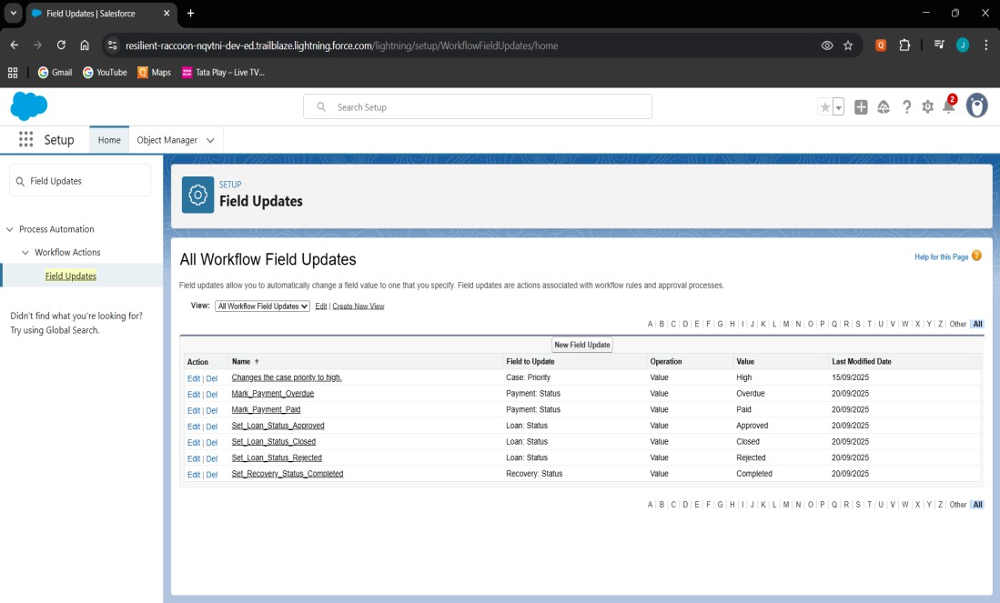 Field Updates | Salesforce
resilient-raccoon-nqvtni-dev-ed.trailblaze.lightning.force.com/lightning/setup/WorkflowFieldUpdates/home
Q
J
Gmail
YouTube
Maps
Tata Play – Live TV...
Search Setup
2
Setup
Home
Object Manager
Field Updates
Process Automation
Workflow Actions
Field Updates
Didn't find what you're looking for?
Try using Global Search.
SETUP
Field Updates
All Workflow Field Updates
Help for this Page ?
Field updates allow you to automatically change a field value to one that you specify. Field updates are actions associated with workflow rules and approval processes.
View: All Workflow Field Updates Edit | Create New View
A | B | C | D | E | F | G | H | I | J | K | L | M | N | O | P | Q | R | S | T | U | V | W | X | Y | Z | Other All
New Field Update
Action Name ↑ Field to Update Operation Value Last Modified Date
Edit | Del Changes the case priority to high. Case: Priority Value High 15/09/2025
Edit | Del Mark_Payment_Overdue Payment: Status Value Overdue 20/09/2025
Edit | Del Mark_Payment_Paid Payment: Status Value Paid 20/09/2025
Edit | Del Set_Loan_Status_Approved Loan: Status Value Approved 20/09/2025
Edit | Del Set_Loan_Status_Closed Loan: Status Value Closed 20/09/2025
Edit | Del Set_Loan_Status_Rejected Loan: Status Value Rejected 20/09/2025
Edit | Del Set_Recovery_Status_Completed Recovery: Status Value Completed 20/09/2025
A | B | C | D | E | F | G | H | I | J | K | L | M | N | O | P | Q | R | S | T | U | V | W | X | Y | Z | Other All